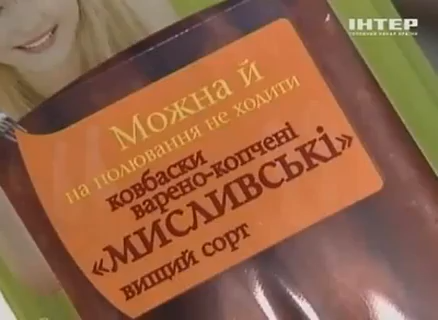 ІНТЕР
Можна й
на полювання не ходити
ковбаски
варено-копчені
«МИСЛИВСЬКІ»
вищий сорт